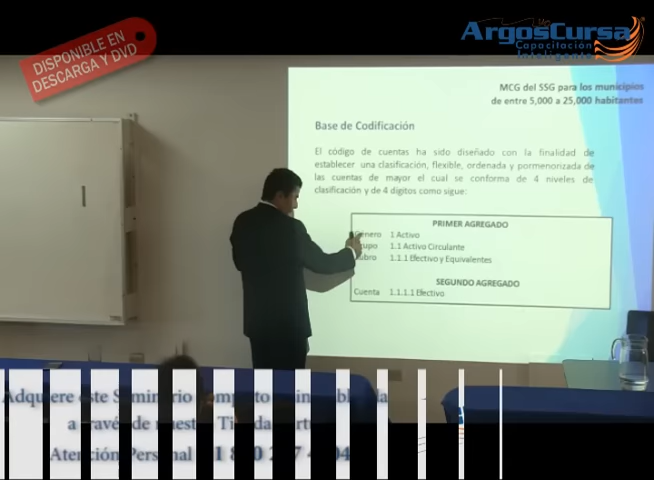 DISPONIBLE EN
DESCARGA Y DVD
ArgosCursa
Capacitación
Inteligente
MCG del SSG para los municipios
de entre 5,000 a 25,000 habitantes
Base de Codificación
El código de cuentas ha sido diseñado con la finalidad de
establecer una clasificación, flexible, ordenada y pormenorizada de
las cuentas de mayor el cual se conforma de 4 niveles de
clasificación y de 4 dígitos como sigue:
PRIMER AGREGADO
1 Activo
1.1 Activo Circulante
1.1.1 Efectivo y Equivalentes
SEGUNDO AGREGADO
Cuenta 1.1.1.1 Efectivo
Adquiere
a
Atención Personal